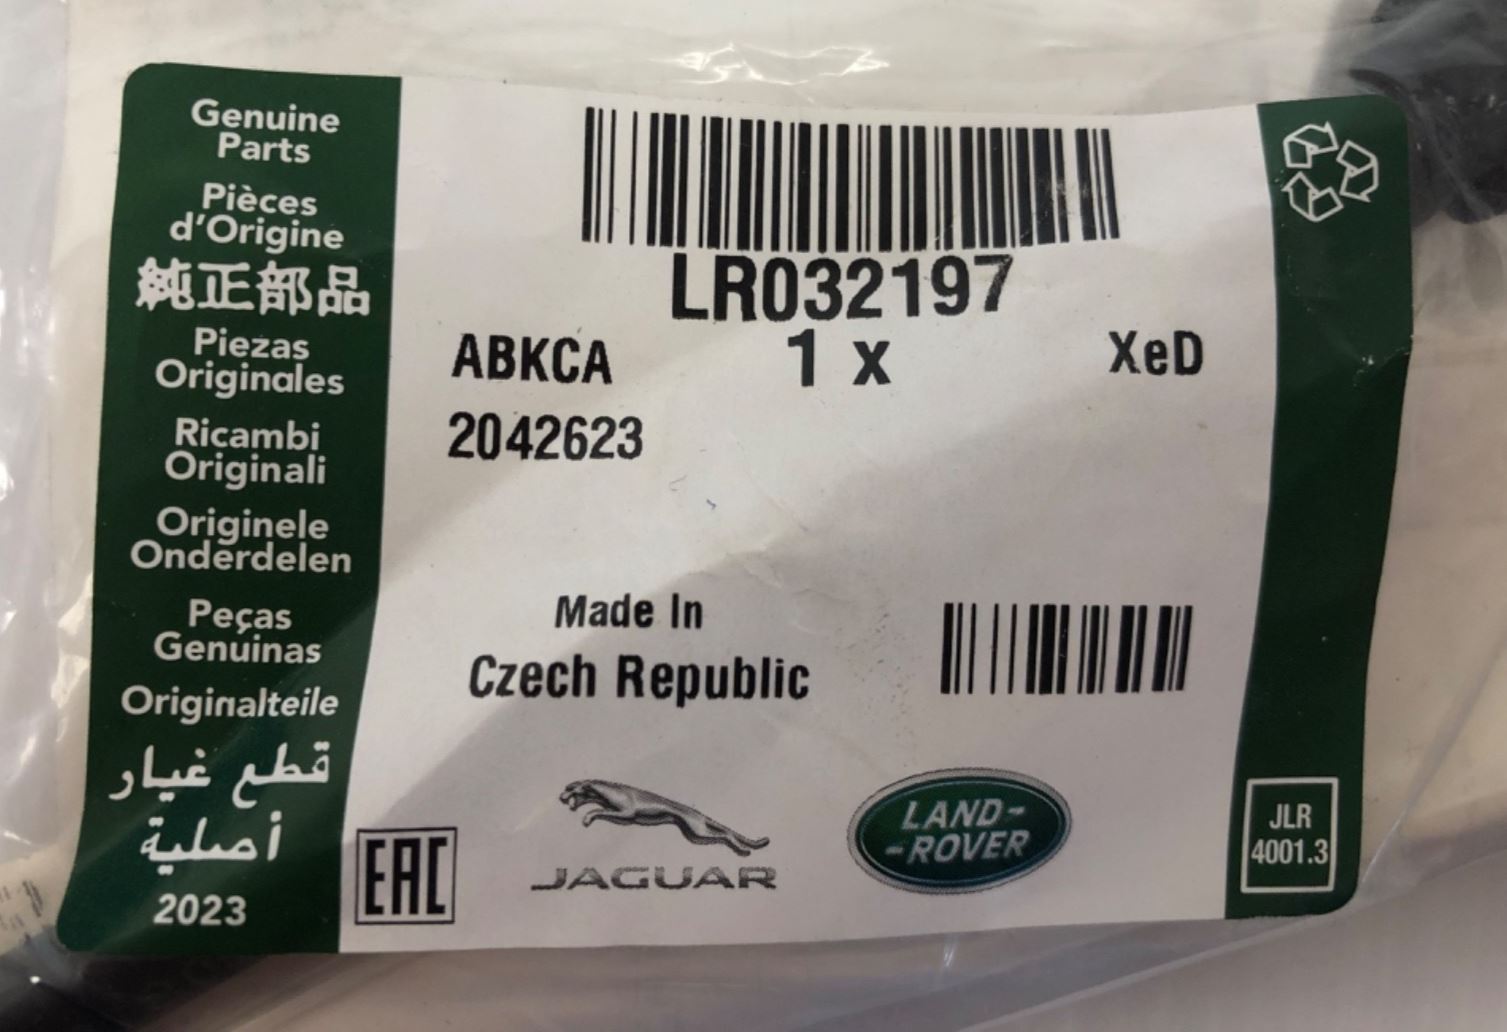 Genuine
Parts
Pièces
d'Origine
純正部品
Piezas
Originales
Ricambi
Originali
Originele
Onderdelen
Peças
Genuinas
Originalteile
قطع غيار
أصلية
2023
LR032197
ABKCA 1 x XeD
2042623
Made In
Czech Republic
EAC
JAGUAR
LAND-
-ROVER
JLR
4001.3